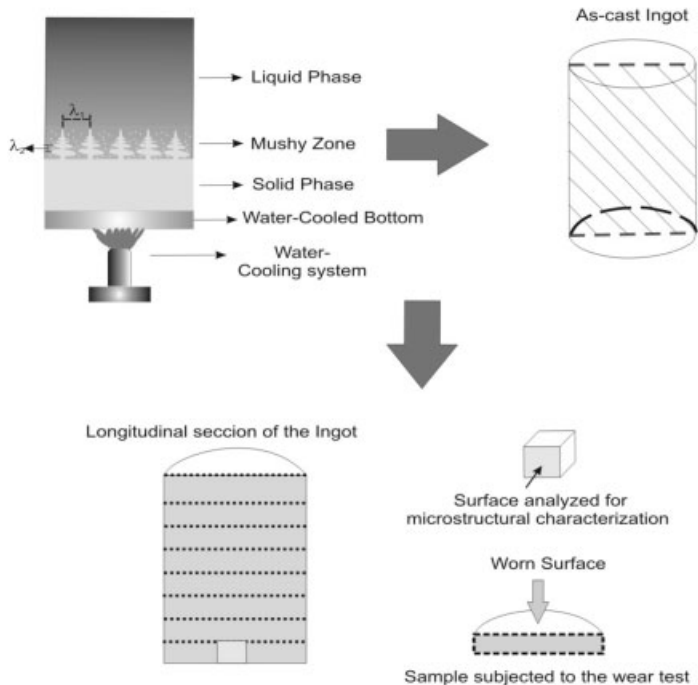 As-cast Ingot
Liquid Phase
λ₁
λ₂
Mushy Zone
Solid Phase
Water-Cooled Bottom
Water-
Cooling system
Longitudinal seccion of the Ingot
Surface analyzed for
microstructural characterization
Worn Surface
Sample subjected to the wear test